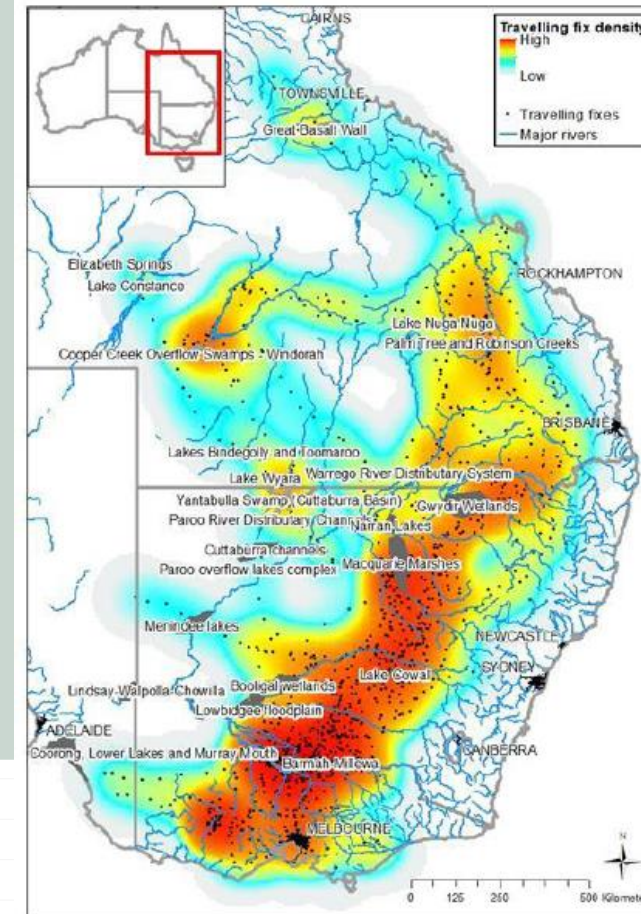 CAIRNS
Travelling fix density
High
Low
Travelling fixes
Major rivers
TOWNSVILLE
Great Basalt Wall
Elizabeth Springs
Lake Constance
ROCKHAMPTON
Lake Nuga Nuga
Palm Tree and Robinson Creeks
Cooper Creek Overflow Swamps - Windorah
BRISBANE
Lakes Bindegolly and Toomaroo
Lake Wyara
Warrego River Distributary System
Yantabulla Swamp (Cuttaburra Basin)
Gwydir Wetlands
Paroo River Distributary Channels
Narran Lakes
Cuttaburra channels
Paroo overflow lakes complex
Macquarie Marshes
Menindee lakes
NEWCASTLE
SYDNEY
Lake Cowal
Lindsay-Walpolla-Chowilla
Booligal wetlands
Lowbidgee floodplain
ADELAIDE
CANBERRA
Coorong, Lower Lakes and Murray Mouth
Barmah-Millewa
MELBOURNE
N
0 125 250 500 Kilomete